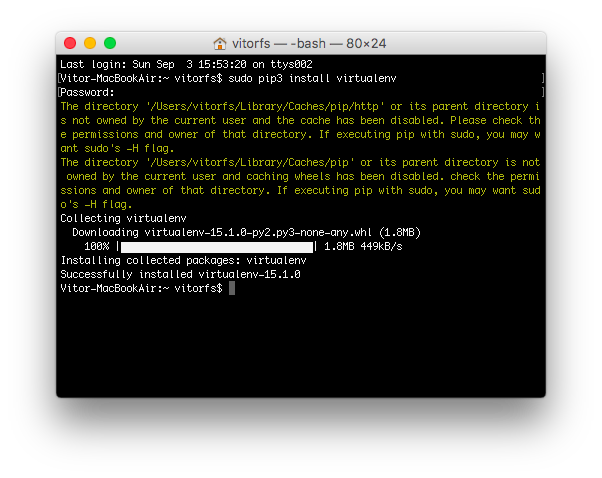 vitorfs — -bash — 80×24
Last login: Sun Sep  3 15:53:20 on ttys002
[Vitor-MacBookAir:~ vitorfs$ sudo pip3 install virtualenv ]
[Password: ]
The directory '/Users/vitorfs/Library/Caches/pip/http' or its parent directory i
s not owned by the current user and the cache has been disabled. Please check th
e permissions and owner of that directory. If executing pip with sudo, you may w
ant sudo's -H flag.
The directory '/Users/vitorfs/Library/Caches/pip' or its parent directory is not
 owned by the current user and caching wheels has been disabled. check the permi
ssions and owner of that directory. If executing pip with sudo, you may want sud
o's -H flag.
Collecting virtualenv
  Downloading virtualenv-15.1.0-py2.py3-none-any.whl (1.8MB)
    100% || 1.8MB 449kB/s
Installing collected packages: virtualenv
Successfully installed virtualenv-15.1.0
Vitor-MacBookAir:~ vitorfs$